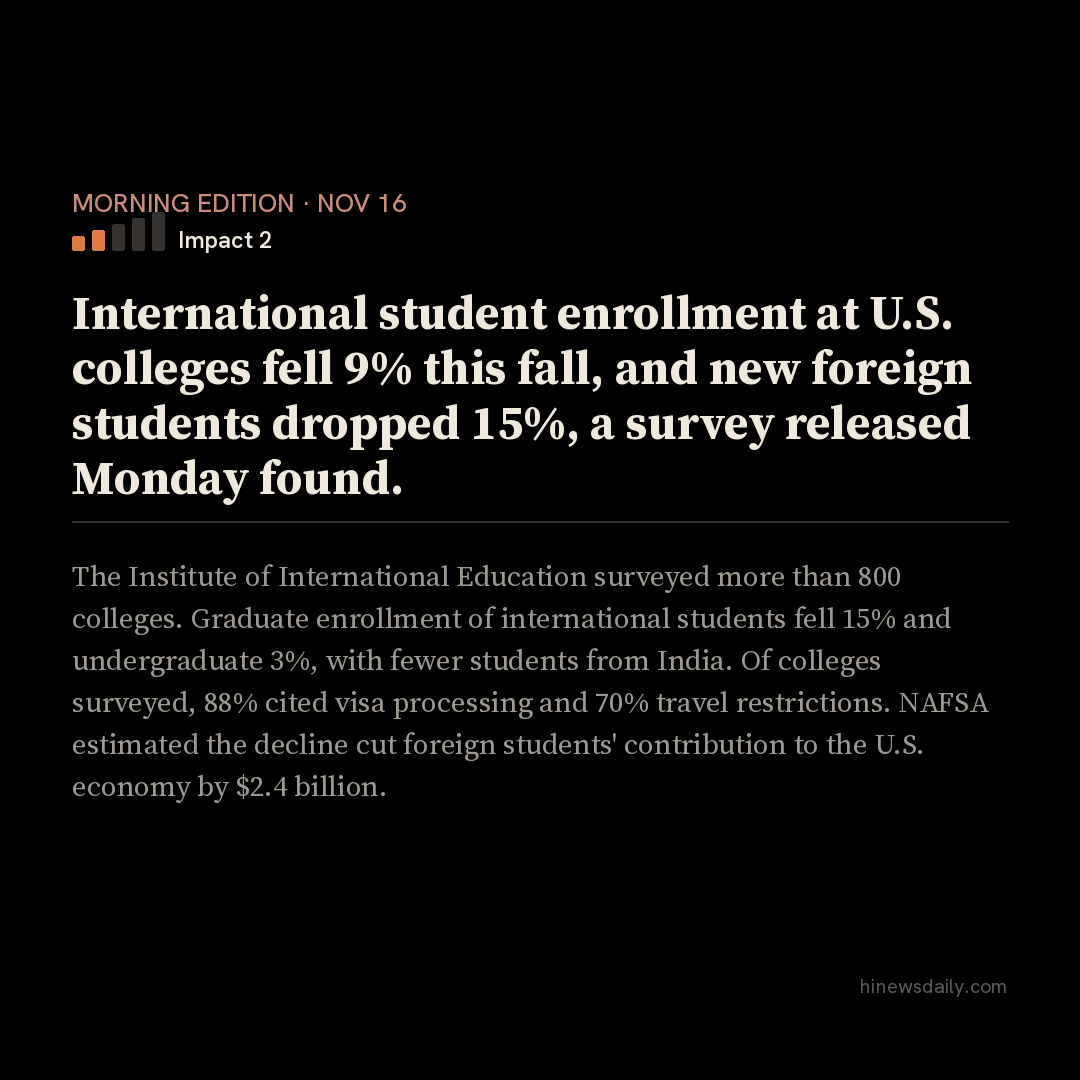 MORNING EDITION · NOV 16
Impact 2
International student enrollment at U.S.
colleges fell 9% this fall, and new foreign
students dropped 15%, a survey released
Monday found.
The Institute of International Education surveyed more than 800
colleges. Graduate enrollment of international students fell 15% and
undergraduate 3%, with fewer students from India. Of colleges
surveyed, 88% cited visa processing and 70% travel restrictions. NAFSA
estimated the decline cut foreign students' contribution to the U.S.
economy by $2.4 billion.
hinewsdaily.com